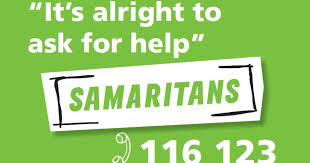 “It’s alright to
ask for help”
SAMARITANS
116 123